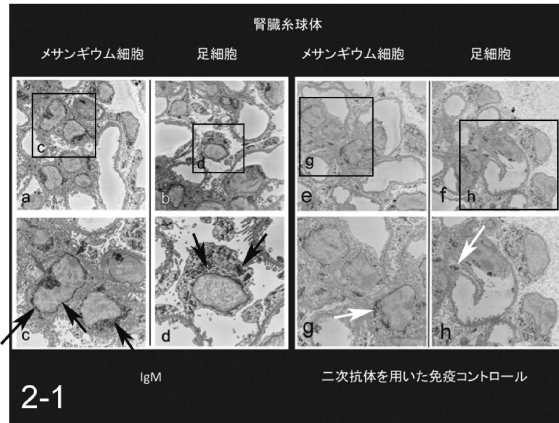 腎臓糸球体
メサンギウム細胞 足細胞 メサンギウム細胞 足細胞
c d g h
a b e f
c d g h
IgM 二次抗体を用いた免疫コントロール
2-1